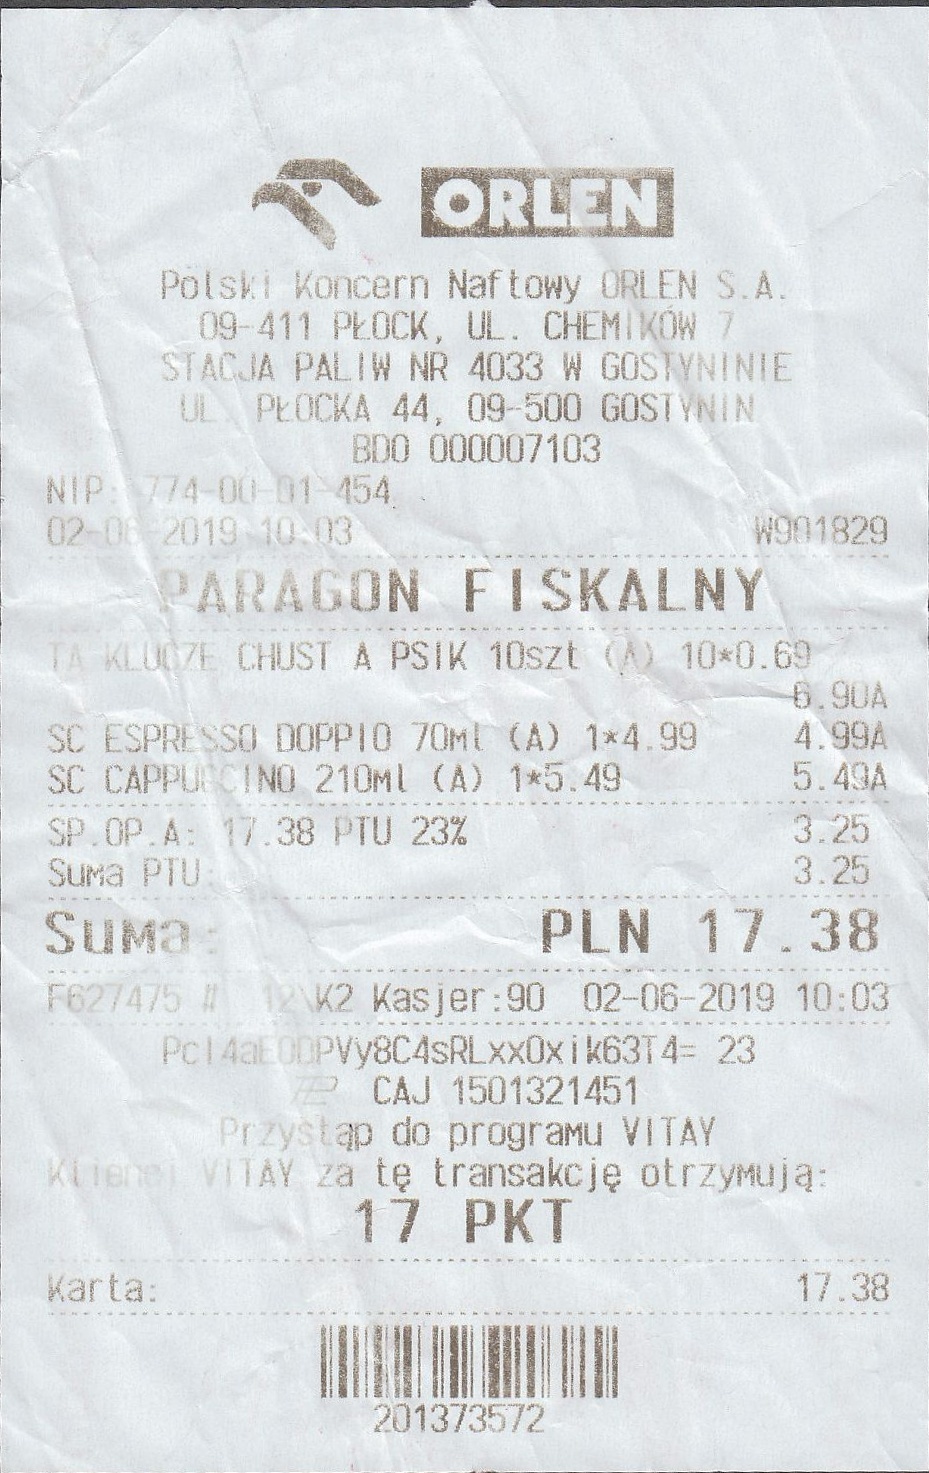 ORLEN
Polski Koncern Naftowy ORLEN S.A.
09-411 PŁOCK, UL. CHEMIKÓW 7
STACJA PALIW NR 4033 W GOSTYNINIE
UL. PŁOCKA 44, 09-500 GOSTYNIN
BDO 000007103
NIP: 774-00-01-454
02-06-2019 10:03 W901829
PARAGON FISKALNY
TA KLUCZE CHUST A PSIK 10szt (A) 10*0.69
6.90A
SC ESPRESSO DOPPIO 70ml (A) 1*4.99 4.99A
SC CAPPUCCINO 210ml (A) 1*5.49 5.49A
SP.OP.A: 17.38 PTU 23% 3.25
Suma PTU: 3.25
Suma: PLN 17.38
F627475 # 12\K2 Kasjer:90 02-06-2019 10:03
23
CAJ 1501321451
Przystąp do programu VITAY
Klienci VITAY za tę transakcję otrzymują:
17 PKT
Karta: 17.38
201373572